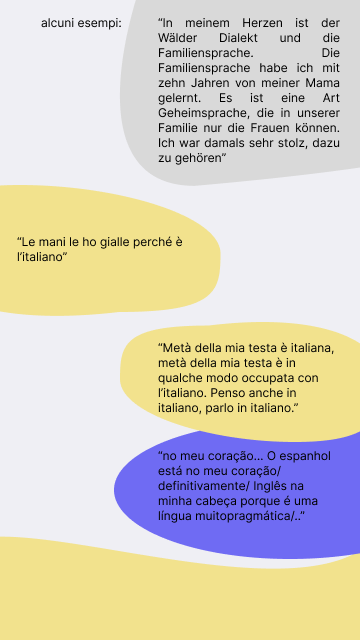 alcuni esempi:
“In meinem Herzen ist der
Wälder Dialekt und die
Familiensprache. Die
Familiensprache habe ich mit
zehn Jahren von meiner Mama
gelernt. Es ist eine Art
Geheimsprache, die in unserer
Familie nur die Frauen können.
Ich war damals sehr stolz, dazu
zu gehören”
“Le mani le ho gialle perché è
l’italiano”
“Metà della mia testa è italiana,
metà della mia testa è in
qualche modo occupata con
l’italiano. Penso anche in
italiano, parlo in italiano.”
“no meu coração... O espanhol
está no meu coração/
definitivamente/ Inglês na
minha cabeça porque é uma
língua muitopragmática/..”